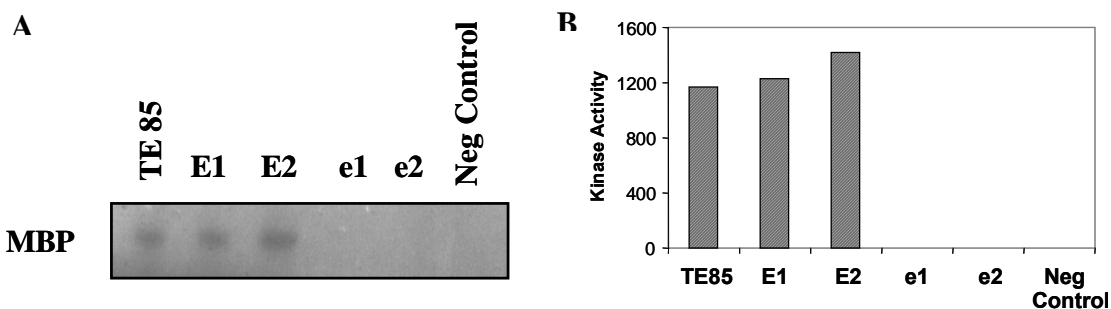 A
TE 85
E1
E2
e1
e2
Neg Control
MBP
B
Kinase Activity
1600
1200
800
400
0
TE85
E1
E2
e1
e2
Neg
Control